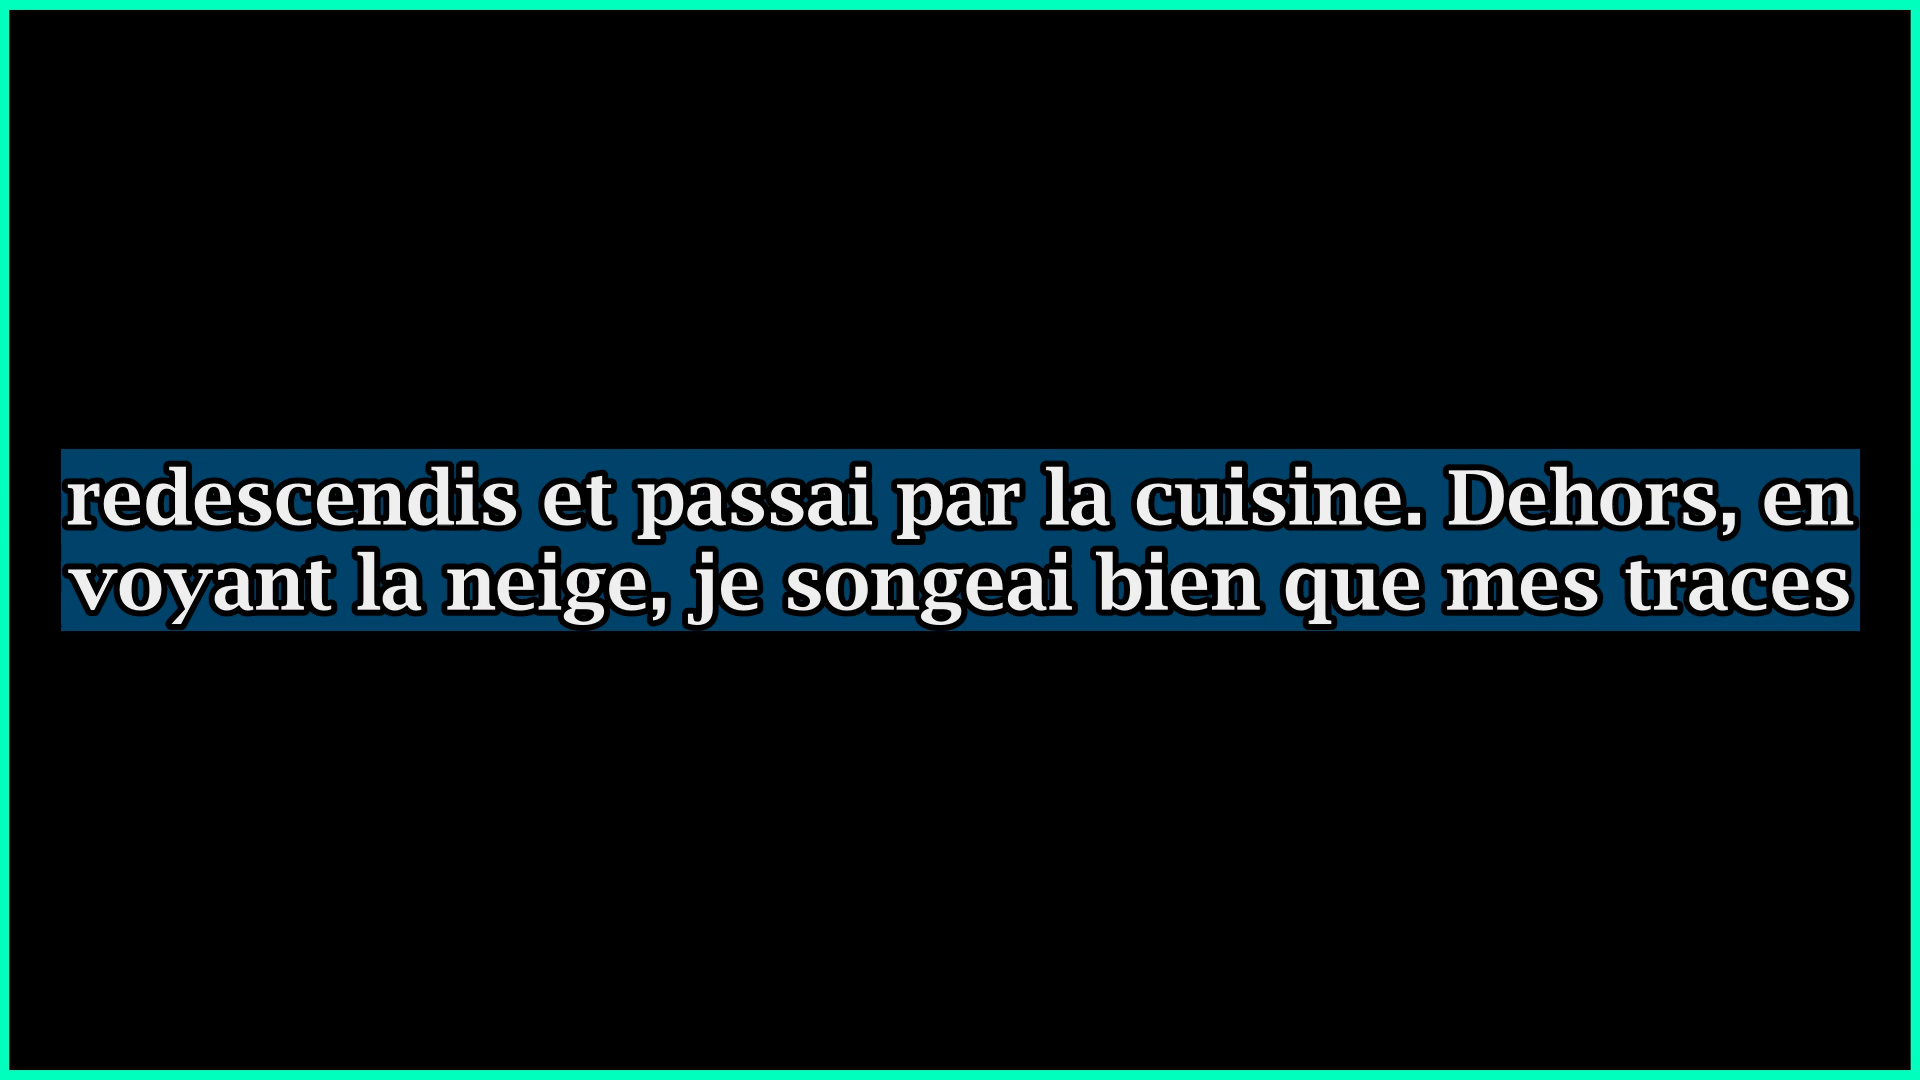 redescendis et passai par la cuisine. Dehors, en
voyant la neige, je songeai bien que mes traces